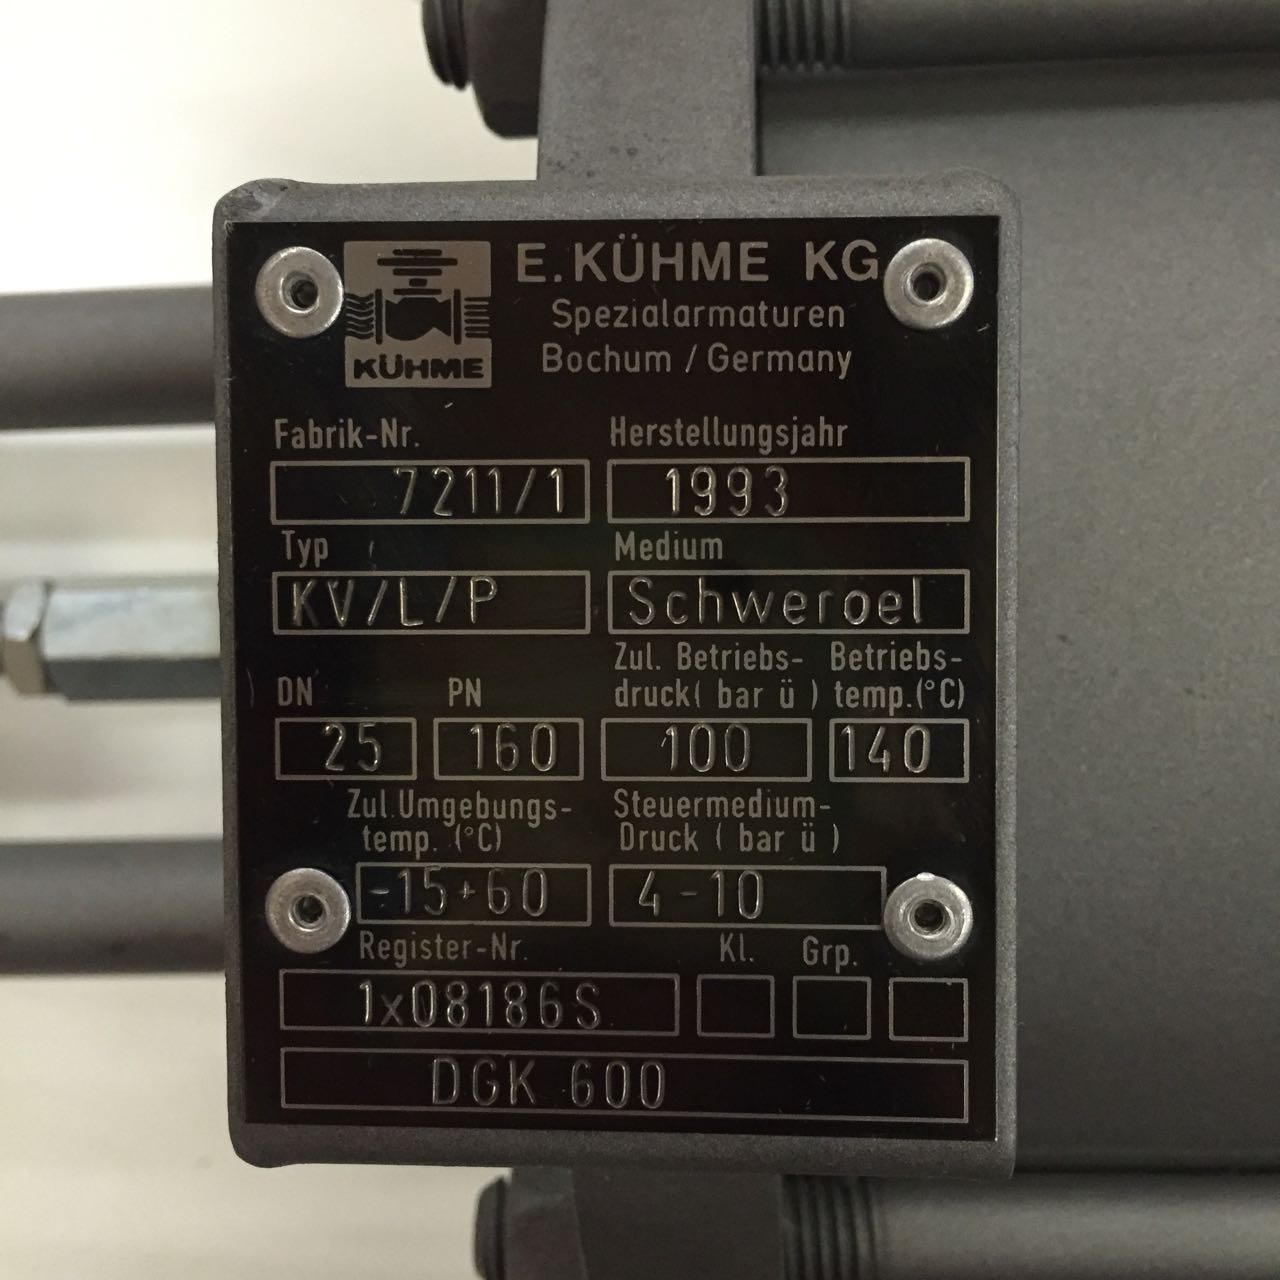 KÜHME
E. KÜHME KG
Spezialarmaturen
Bochum / Germany
Fabrik-Nr. Herstellungsjahr
7211/1 1993
Typ Medium
KV/L/P Schweroel
DN PN Zul. Betriebs- Betriebs-
druck ( bar ü ) temp. (°C)
25 160 100 140
Zul. Umgebungs- Steuermedium-
temp. (°C) Druck ( bar ü )
-15+60 4-10
Register-Nr. Kl. Grp.
1x08186S
DGK 600